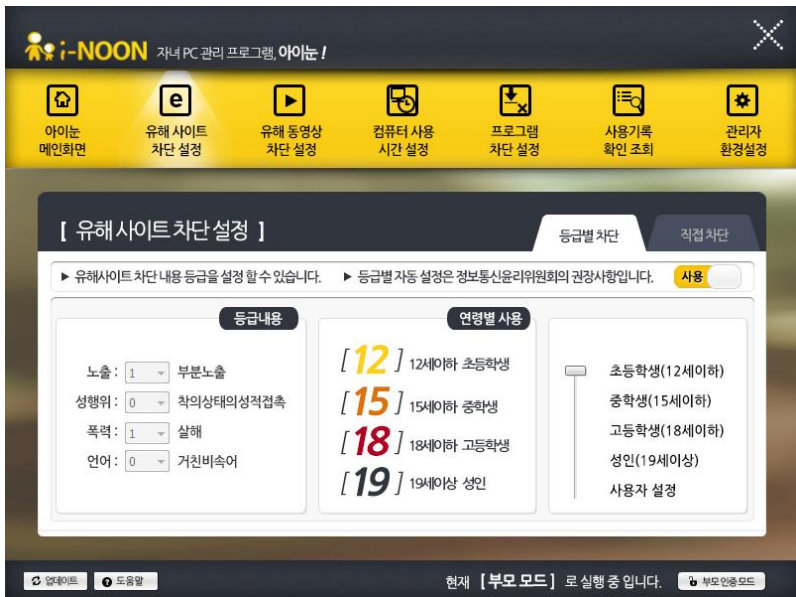 i-NOON 자녀 PC 관리 프로그램, 아이눈 !
아이눈
메인화면
유해 사이트
차단 설정
유해 동영상
차단 설정
컴퓨터 사용
시간 설정
프로그램
차단 설정
사용기록
확인 조회
관리자
환경설정
[ 유해 사이트 차단 설정 ]
등급별 차단
직접 차단
▶ 유해사이트 차단 내용 등급을 설정 할 수 있습니다.
▶ 등급별 자동 설정은 정보통신윤리위원회의 권장사항입니다.
사용
등급내용
노출 : 1 부분노출
성행위 : 0 착의상태의성적접촉
폭력 : 1 살해
언어 : 0 거친비속어
연령별 사용
[ 12 ] 12세이하 초등학생
[ 15 ] 15세이하 중학생
[ 18 ] 18세이하 고등학생
[ 19 ] 19세이상 성인
초등학생(12세이하)
중학생(15세이하)
고등학생(18세이하)
성인(19세이상)
사용자 설정
업데이트
도움말
현재 [ 부모 모드 ] 로 실행 중 입니다.
부모인증모드